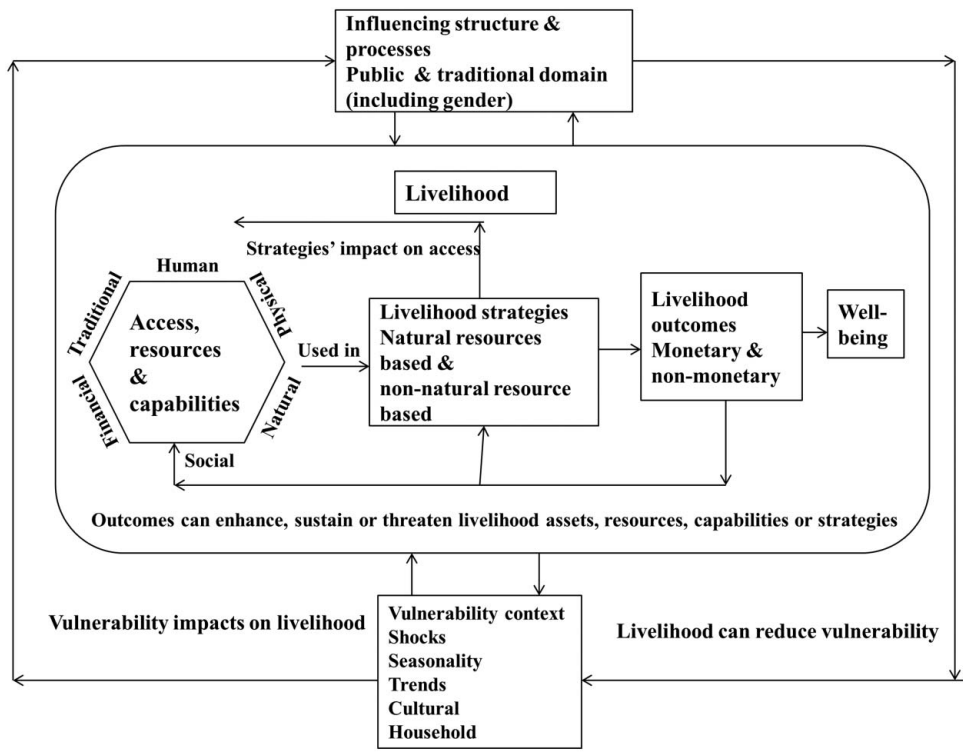 Influencing structure &
processes
Public & traditional domain
(including gender)
Livelihood
Strategies' impact on access
Human
Traditional
Physical
Access,
resources
&
capabilities
Financial
Natural
Social
Used in
Livelihood strategies
Natural resources
based &
non-natural resource
based
Livelihood
outcomes
Monetary &
non-monetary
Well-
being
Outcomes can enhance, sustain or threaten livelihood assets, resources, capabilities or strategies
Vulnerability impacts on livelihood
Vulnerability context
Shocks
Seasonality
Trends
Cultural
Household
Livelihood can reduce vulnerability